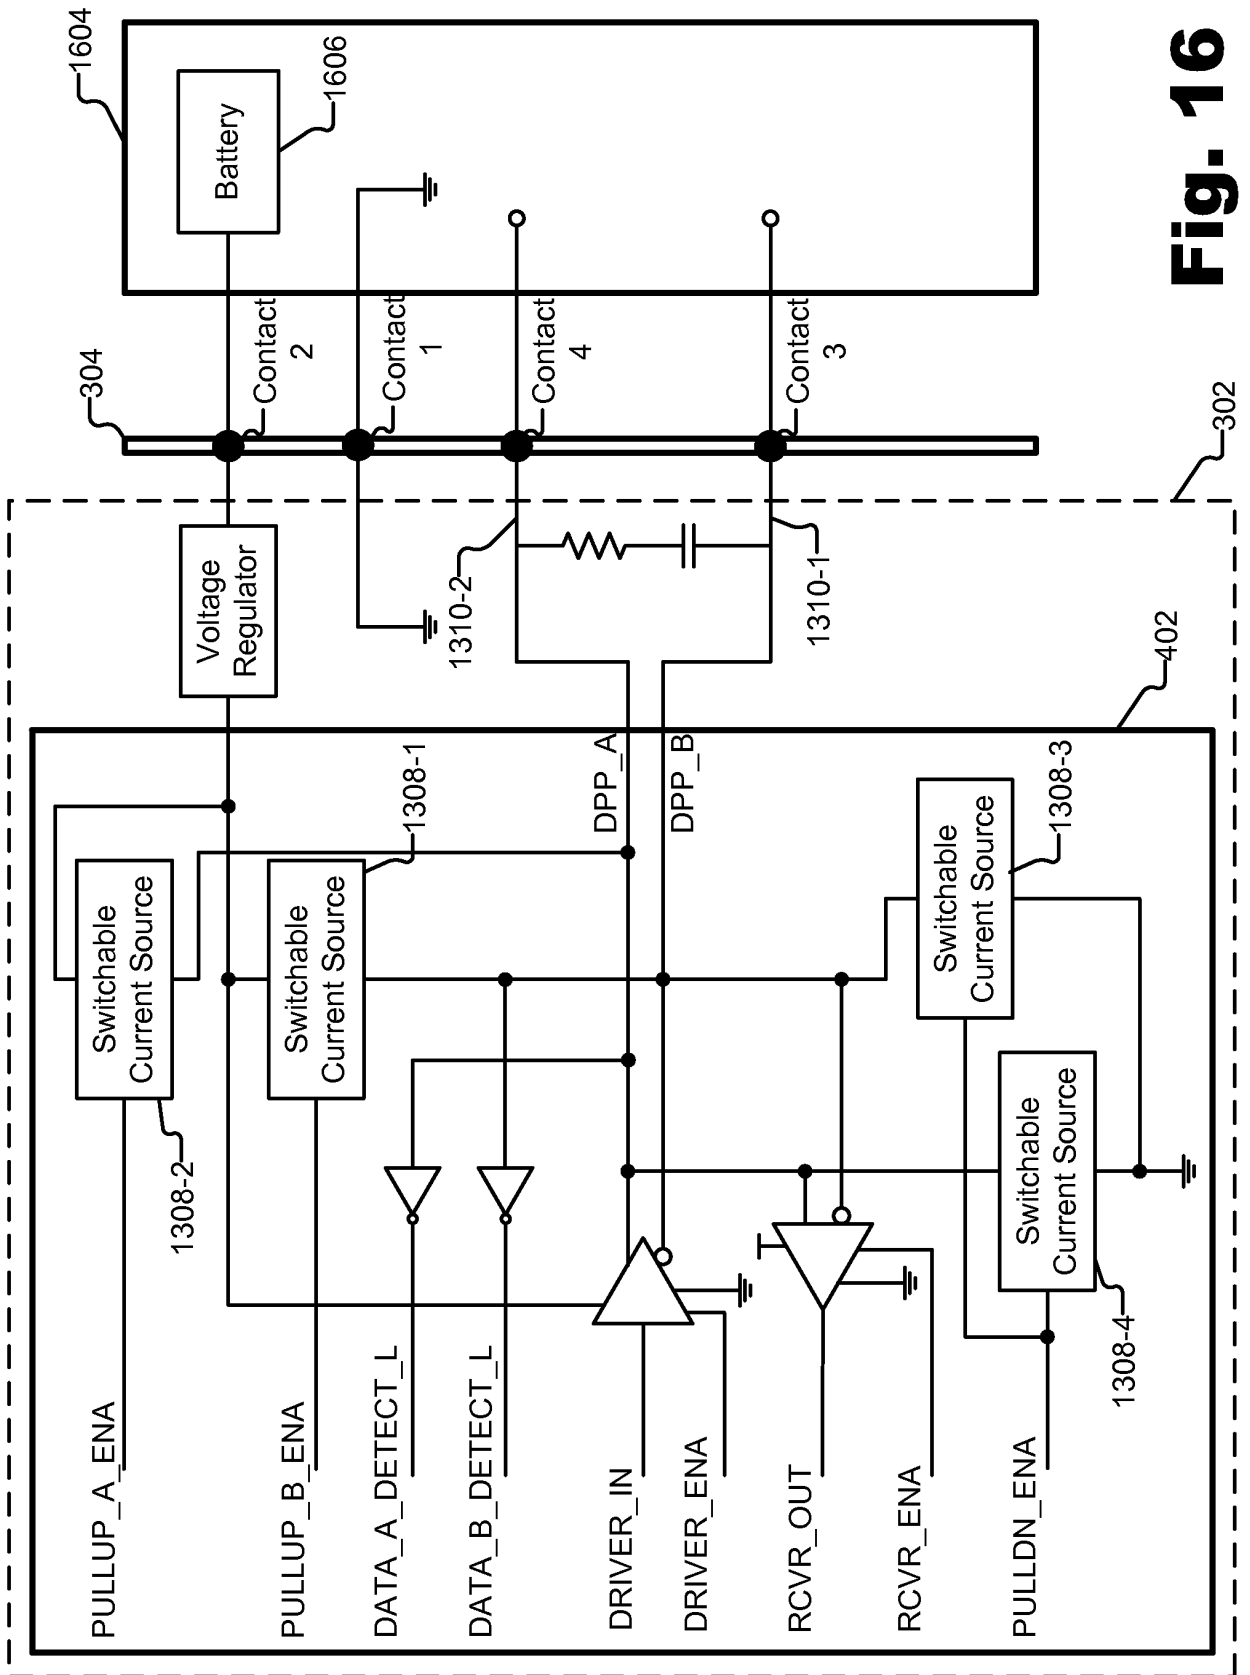 PULLUP_A_ENA
1308-2
Switchable
Current Source
Voltage
Regulator
304
1604
Battery
1606
PULLUP_B_ENA
Switchable
Current Source
1308-1
Contact
2
Contact
1
DATA_A_DETECT_L
DATA_B_DETECT_L
1310-2
Contact
4
DRIVER_IN
DRIVER_ENA
DPP_A
DPP_B
RCVR_OUT
RCVR_ENA
1310-1
Contact
3
Switchable
Current Source
1308-3
PULLDN_ENA
1308-4
Switchable
Current Source
402
302
Fig. 16